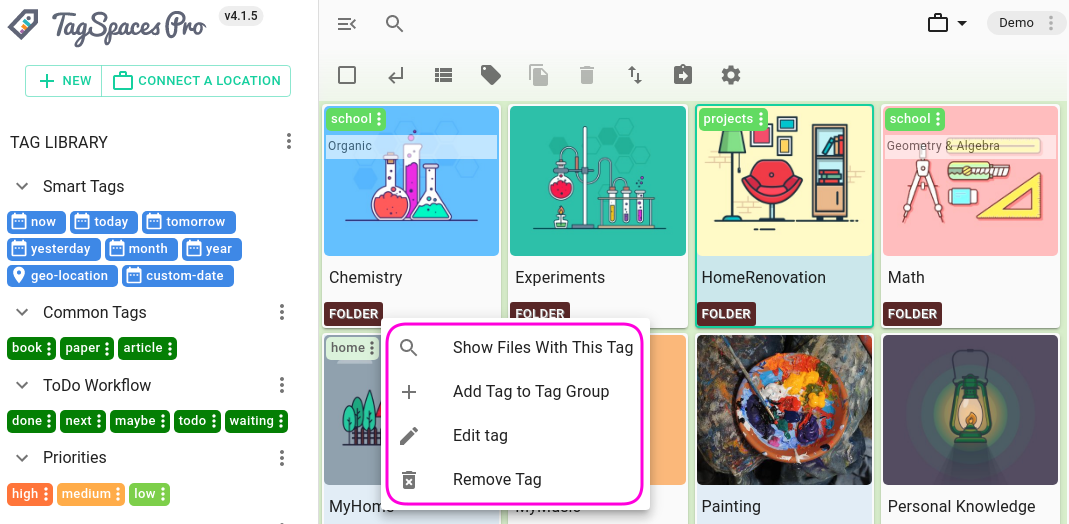 TagSpaces Pro
v4.1.5
NEW
CONNECT A LOCATION
TAG LIBRARY
Smart Tags
now
today
tomorrow
yesterday
month
year
geo-location
custom-date
Common Tags
book
paper
article
ToDo Workflow
done
next
maybe
todo
waiting
Priorities
high
medium
low
Demo
school
Organic
Chemistry
FOLDER
Experiments
FOLDER
projects
HomeRenovation
FOLDER
school
Geometry & Algebra
Math
FOLDER
home
Show Files With This Tag
Add Tag to Tag Group
Edit tag
Remove Tag
MyHome
MyMusic
Painting
Personal Knowledge